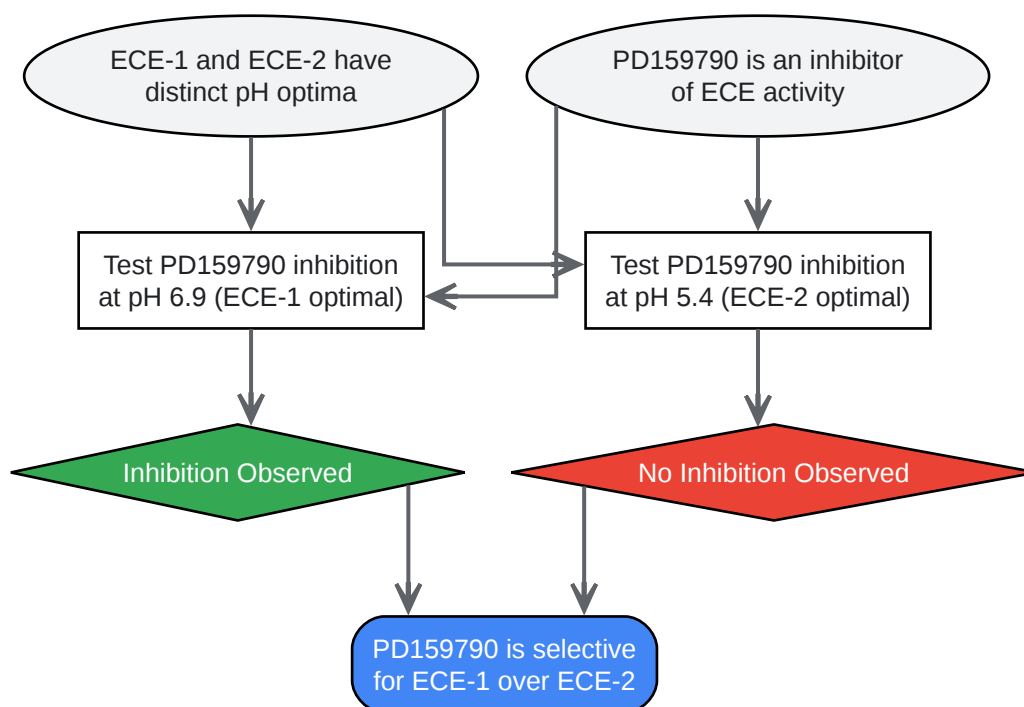 ECE-1 and ECE-2 have
distinct pH optima
PD159790 is an inhibitor
of ECE activity
Test PD159790 inhibition
at pH 6.9 (ECE-1 optimal)
Test PD159790 inhibition
at pH 5.4 (ECE-2 optimal)
Inhibition Observed
No Inhibition Observed
PD159790 is selective
for ECE-1 over ECE-2